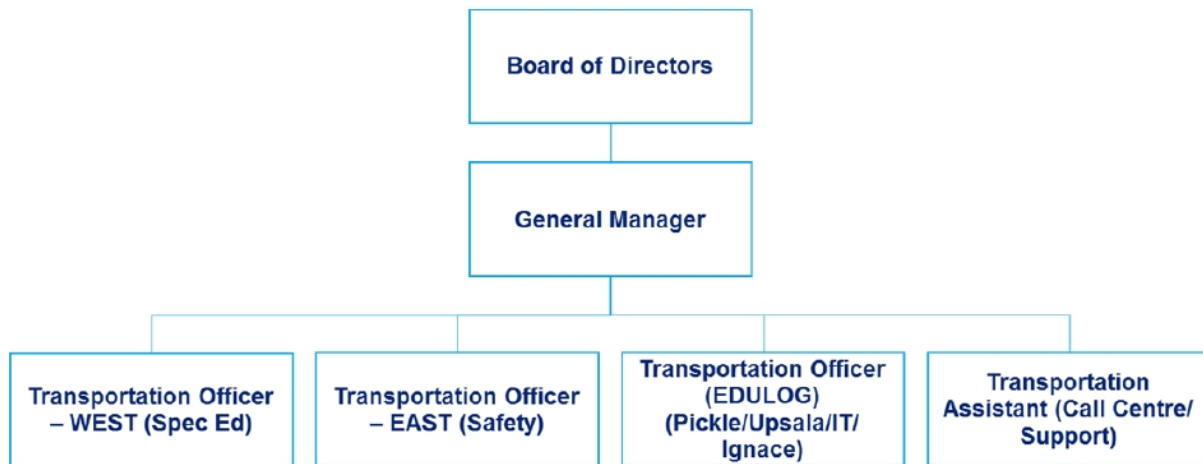 Board of Directors
General Manager
Transportation Officer
– WEST (Spec Ed)
Transportation Officer
– EAST (Safety)
Transportation Officer
(EDULOG)
(Pickle/Upsala/IT/
Ignace)
Transportation
Assistant (Call Centre/
Support)